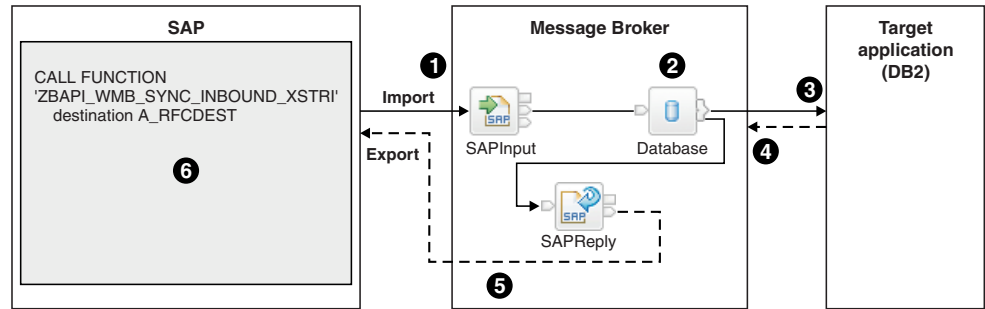 SAP
CALL FUNCTION
'ZBAPI_WMB_SYNC_INBOUND_XSTRI'
destination A_RFCDEST
6
1
Import
Export
Message Broker
2
SAP
SAPInput
Database
SAP
SAPReply
5
3
4
Target
application
(DB2)